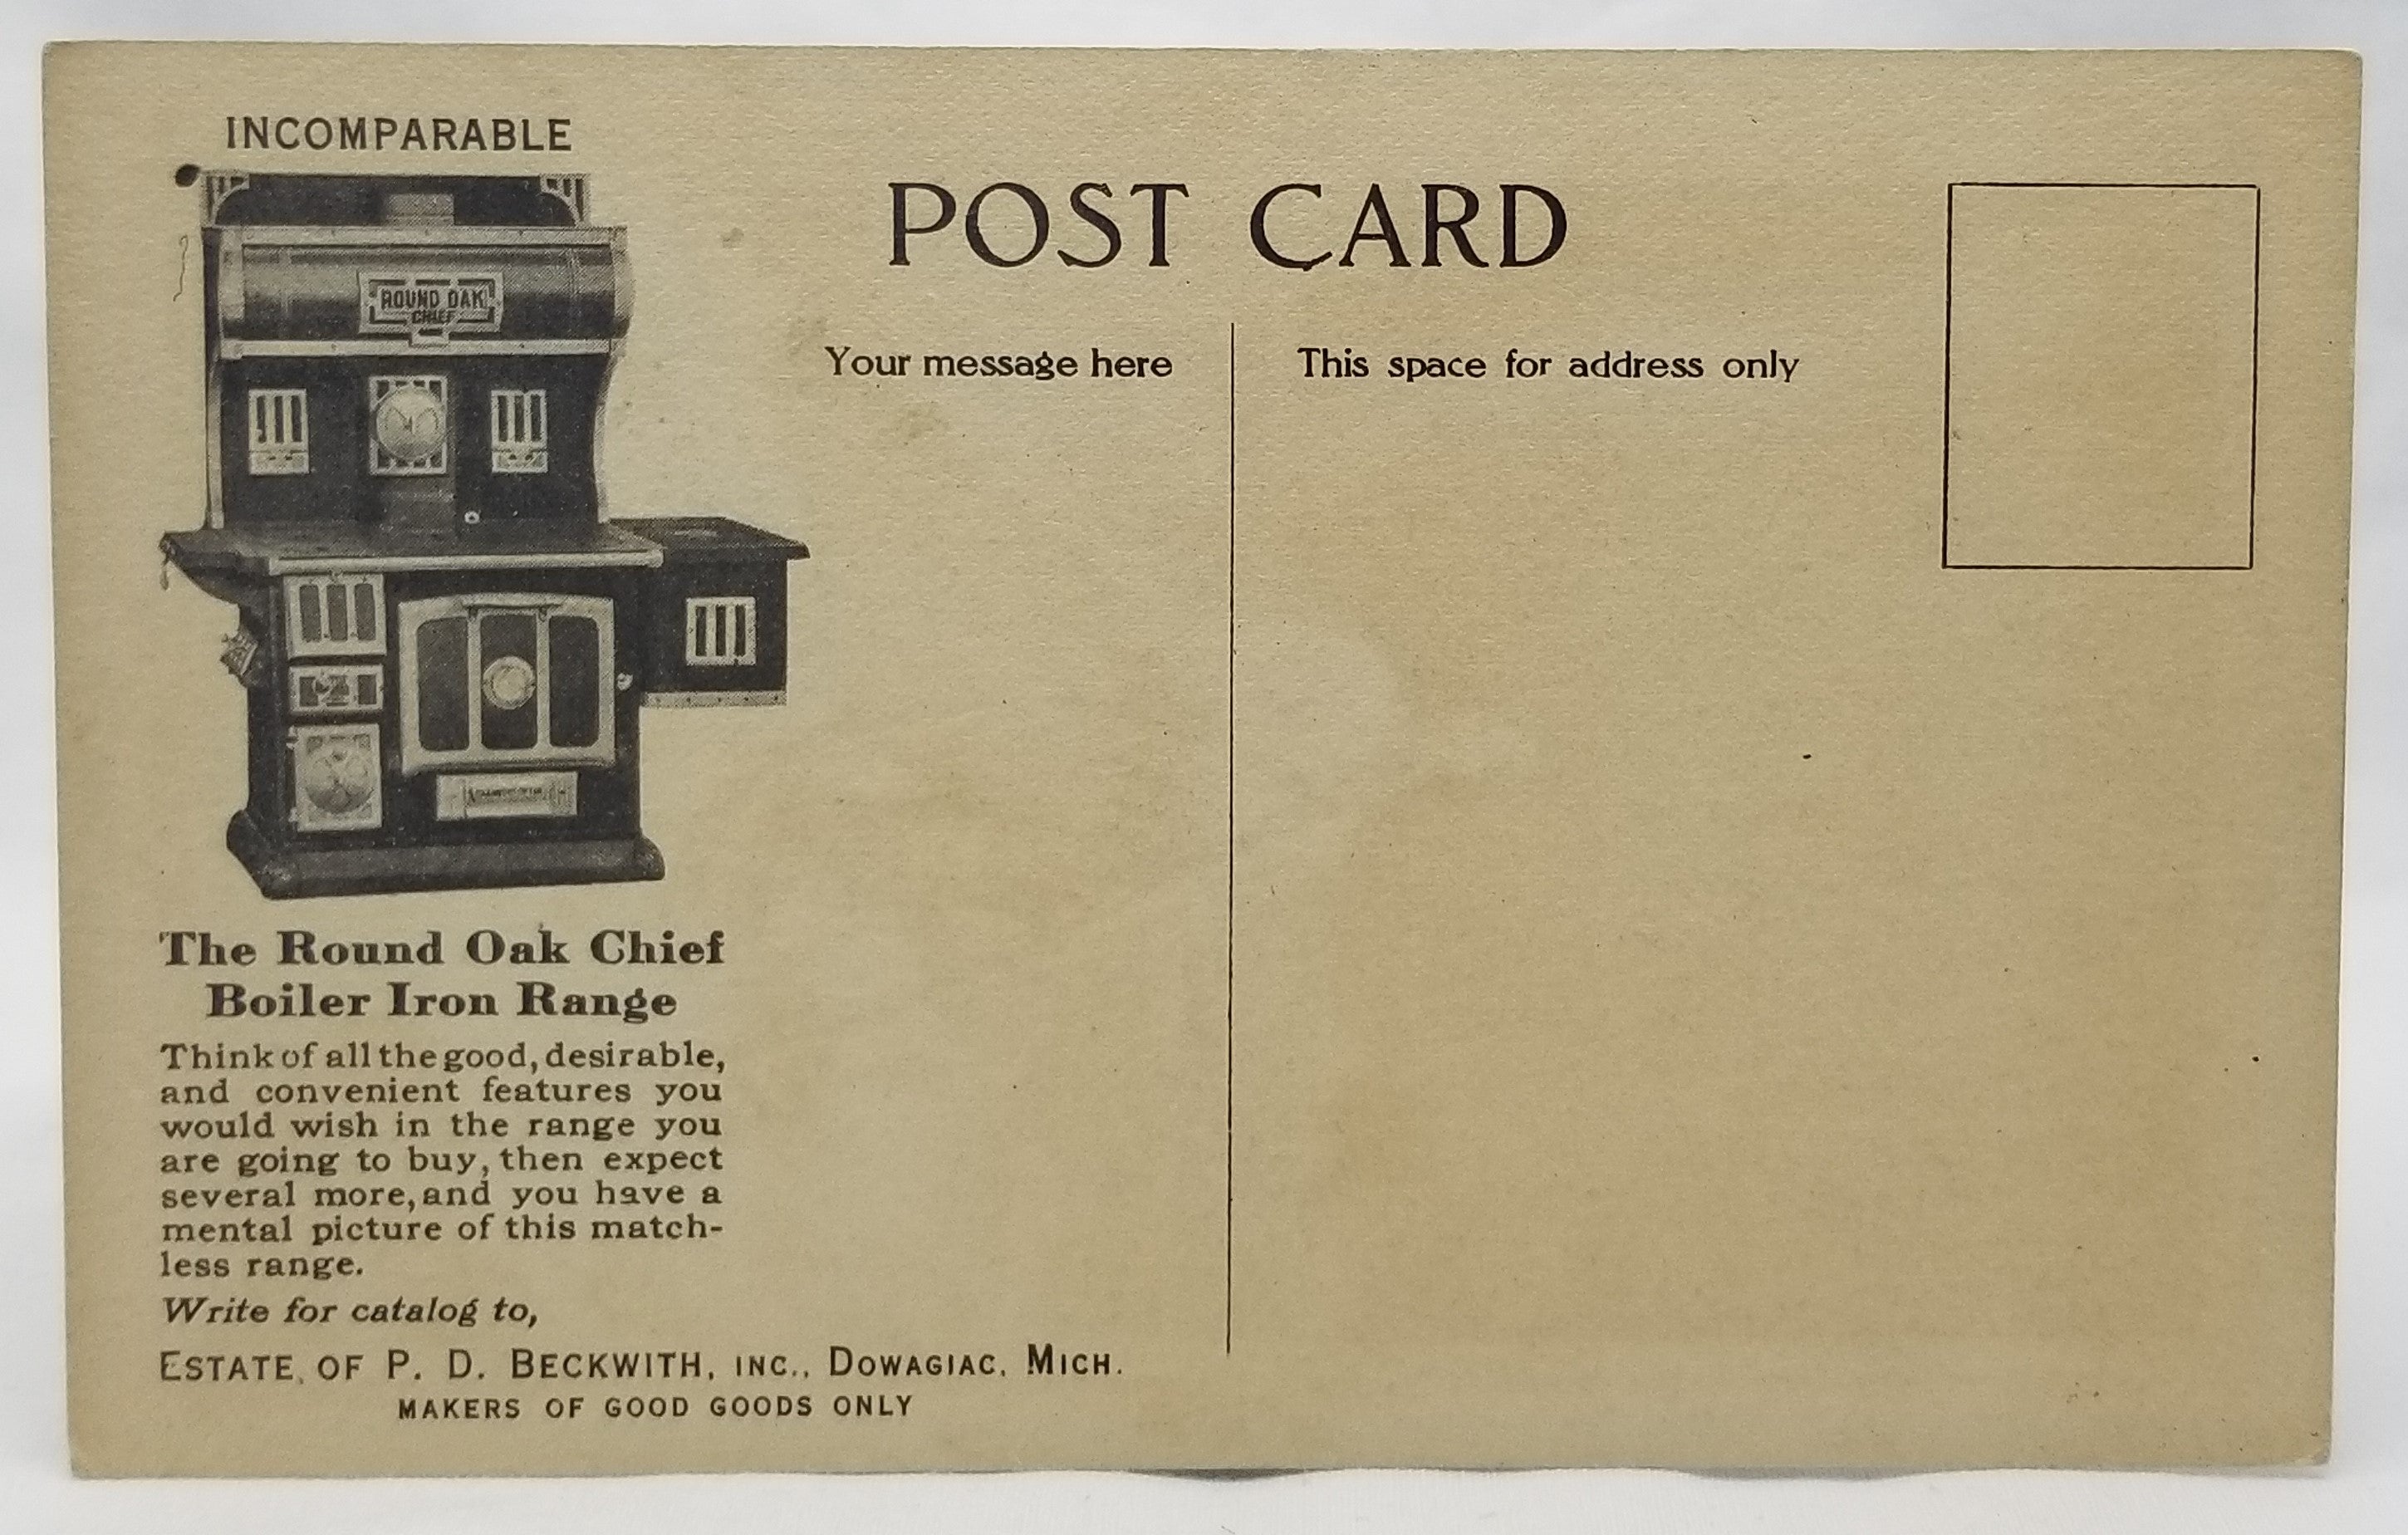 INCOMPARABLE
ROUND OAK
CHIEF
POST CARD
Your message here
This space for address only
The Round Oak Chief
Boiler Iron Range
Think of all the good, desirable,
and convenient features you
would wish in the range you
are going to buy, then expect
several more, and you have a
mental picture of this match-
less range.
Write for catalog to,
ESTATE OF P. D. BECKWITH, INC., DOWAGIAC, MICH.
MAKERS OF GOOD GOODS ONLY